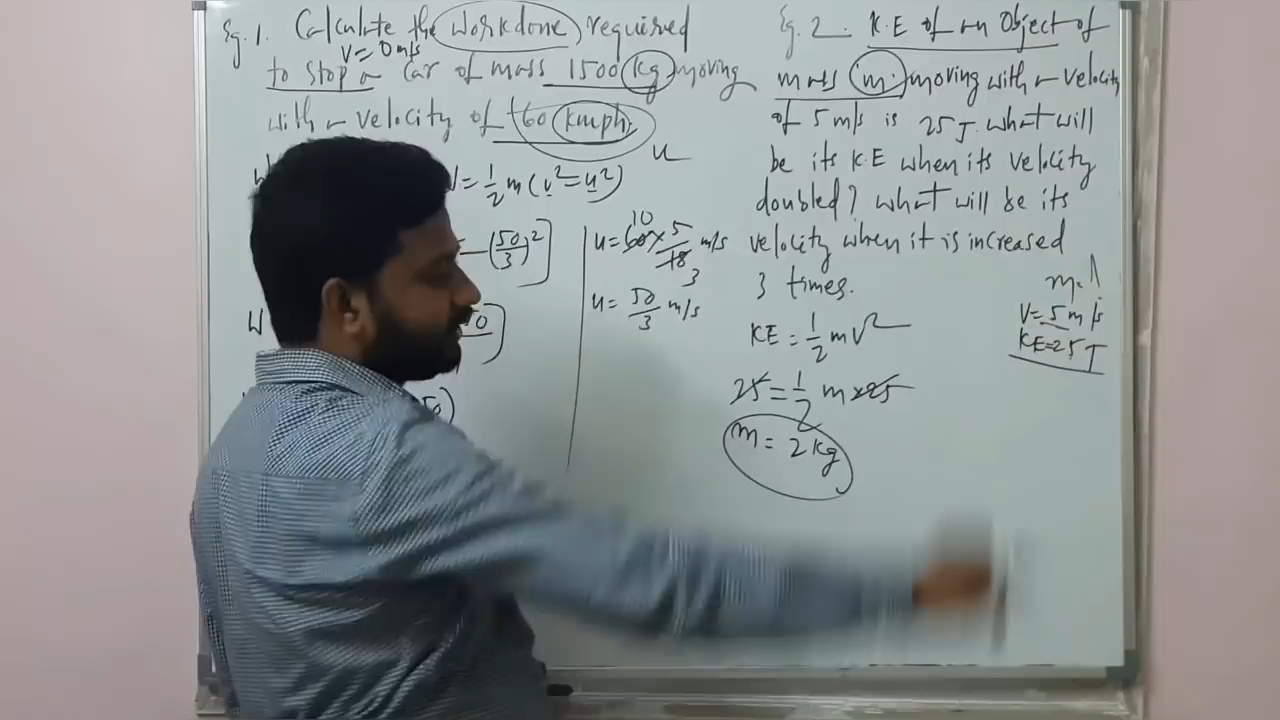 Eg. 1. Calculate the workdone, required
V = 0 m/s
to stop a car of mass 1500 kg moving
with a velocity of 60 kmph.
u
= 1/2 m (v² - u²)
- (50/3)²]
W
u = 60 × 5/18 m/s
10
3
u = 50/3 m/s
Eg. 2. K.E of an Object of
mass 'm' moving with a velocity
of 5 m/s is 25 J. what will
be its K.E when its velocity
doubled? what will be its
velocity when it is increased
3 times.
m.
V = 5 m/s
KE = 25 J
KE = 1/2 mv²
25 = 1/2 m × 25
m = 2 kg